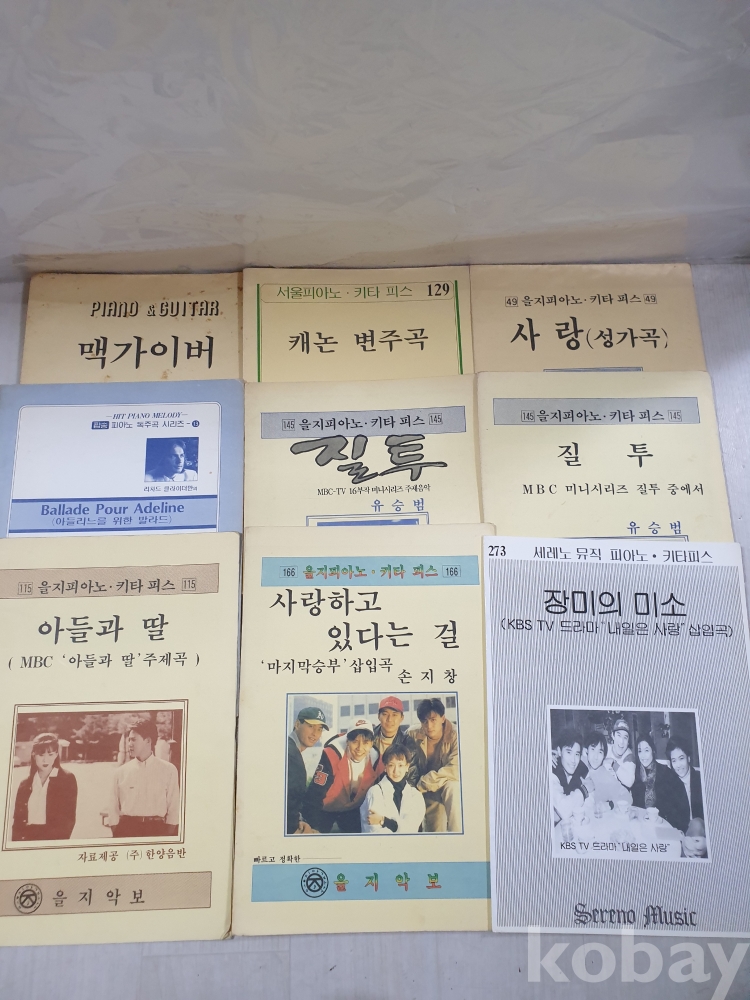 PIANO & GUITAR
맥가이버
서울피아노·키타 피스 129
캐논 변주곡
49 을지피아노·키타 피스 49
사 랑(성가곡)
HIT PIANO MELODY
피아노 독주곡 시리즈-13
리차드 클라이더만
Ballade Pour Adeline
(아들리느를 위한 발라드)
145 을지피아노·키타 피스 145
질투
MBC-TV 16부작 미니시리즈 주제음악
유 승 범
145 을지피아노·키타 피스 145
질 투
MBC 미니시리즈 질투 중에서
유 승 범
115 을지피아노·키타 피스 115
아들과 딸
( MBC '아들과 딸' 주제곡 )
자료제공 (주) 한양음반
을 지 악 보
166 을지피아노·키타 피스 166
사랑하고
있다는 걸
'마지막승부' 삽입곡
손 지 창
빠르고 정확한
을 지 악 보
273 세레노 뮤직 피아노·키타피스
장미의 미소
(KBS TV 드라마 "내일은 사랑" 삽입곡)
KBS TV 드라마 "내일은 사랑"
Sereno Music
kobay